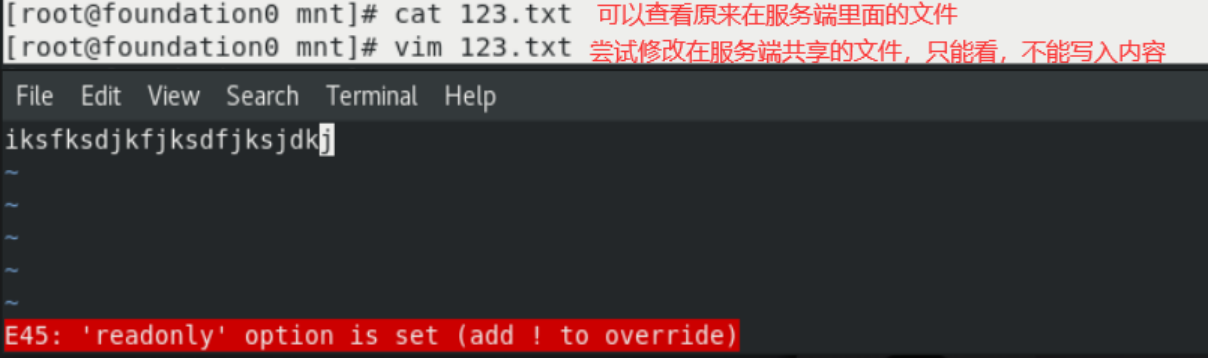 [root@foundation0 mnt]# cat 123.txt 可以查看原来在服务端里面的文件
[root@foundation0 mnt]# vim 123.txt 尝试修改在服务端共享的文件，只能看，不能写入内容
File Edit View Search Terminal Help
iksfksdjkfjksdfjksjdkj
~
~
~
~
~
E45: 'readonly' option is set (add ! to override)